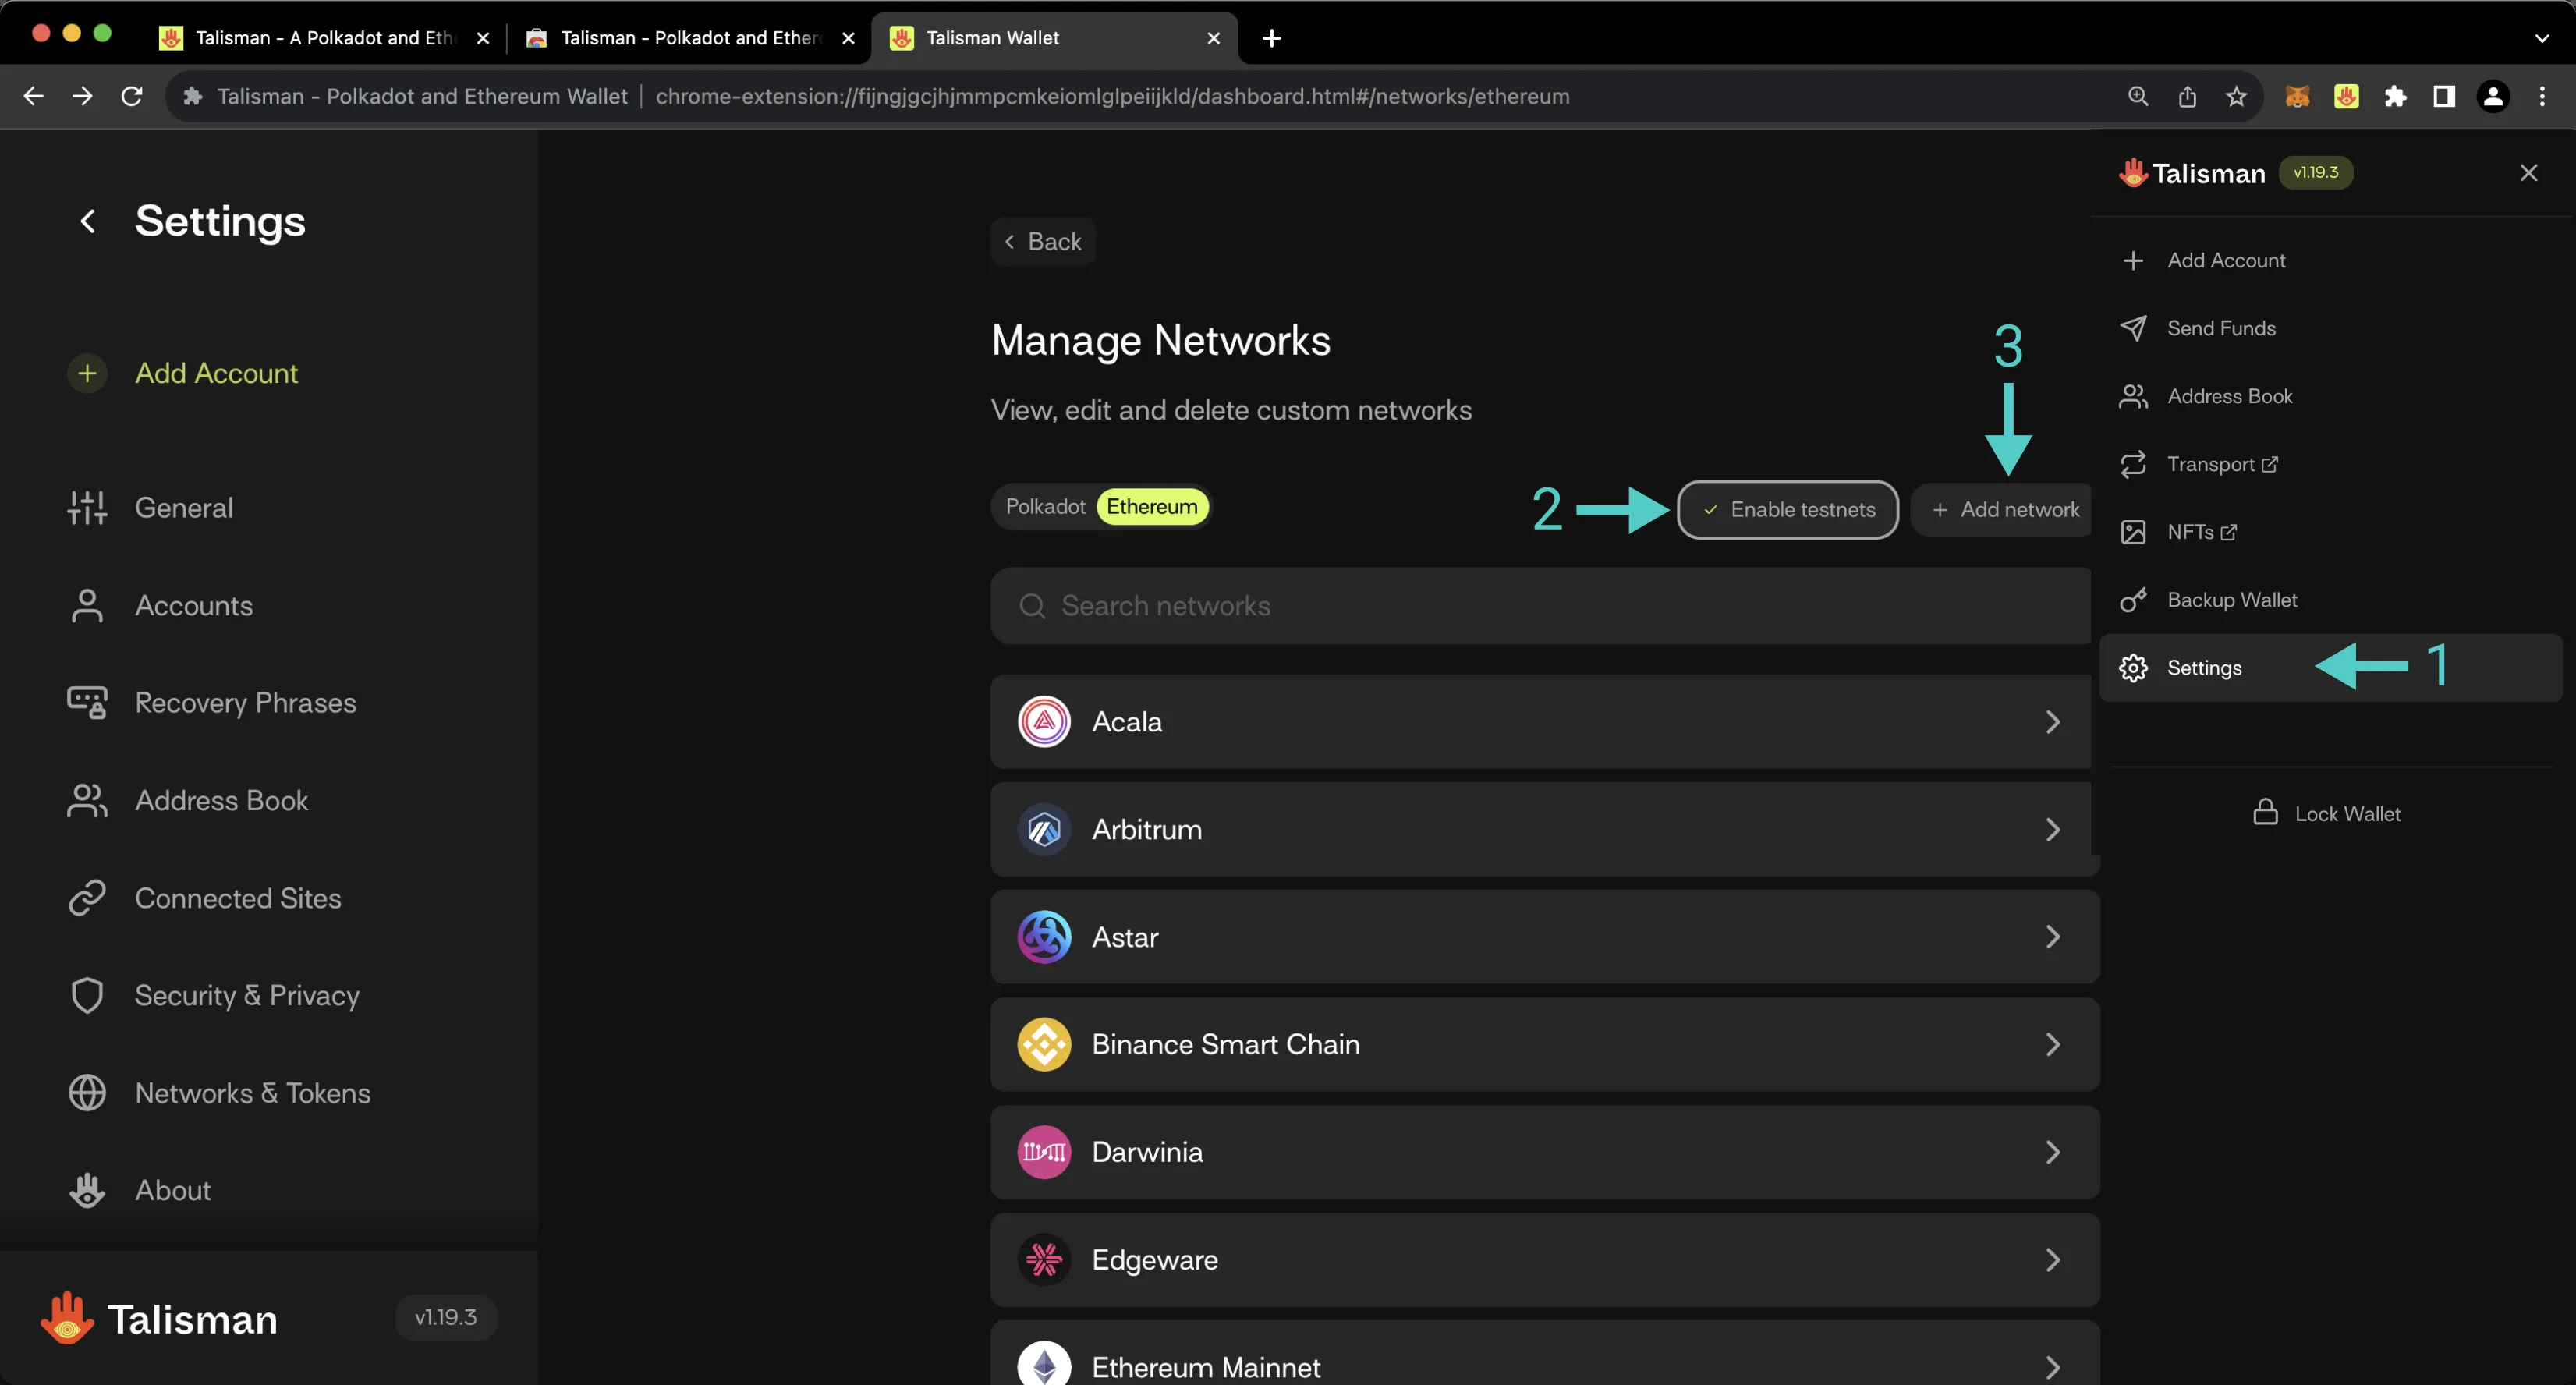 Talisman - A Polkadot and Eth
Talisman - Polkadot and Ether
Talisman Wallet
Talisman - Polkadot and Ethereum Wallet
chrome-extension://fijngjgcjhjmmpcmkeiomlglpeiijkld/dashboard.html#/networks/ethereum
Settings
Add Account
General
Accounts
Recovery Phrases
Address Book
Connected Sites
Security & Privacy
Networks & Tokens
About
Talisman
v1.19.3
Back
Manage Networks
View, edit and delete custom networks
3
Polkadot
Ethereum
2
Enable testnets
Add network
Search networks
Acala
Arbitrum
Astar
Binance Smart Chain
Darwinia
Edgeware
Ethereum Mainnet
Talisman
v1.19.3
Add Account
Send Funds
Address Book
Transport
NFTs
Backup Wallet
Settings
1
Lock Wallet